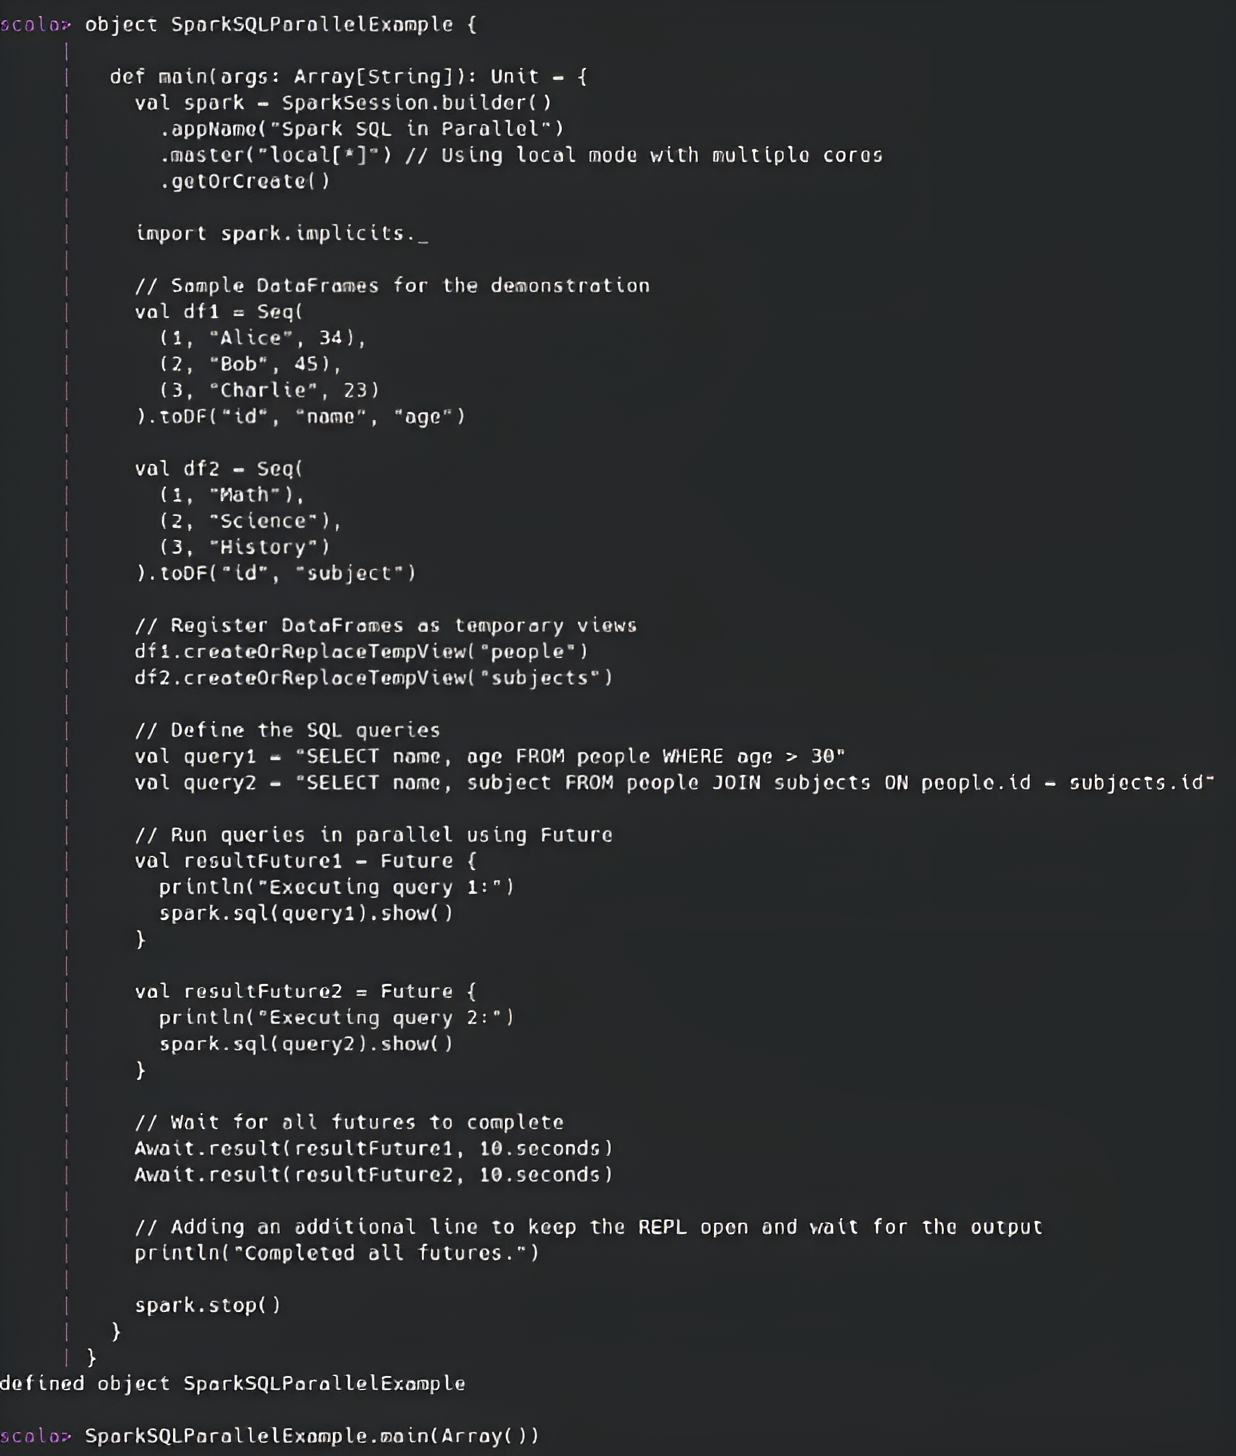 scala> object SparkSQLParallelExample {
     |
     |   def main(args: Array[String]): Unit = {
     |     val spark = SparkSession.builder()
     |       .appName("Spark SQL in Parallel")
     |       .master("local[*]") // Using local mode with multiple cores
     |       .getOrCreate()
     |
     |     import spark.implicits._
     |
     |     // Sample DataFrames for the demonstration
     |     val df1 = Seq(
     |       (1, "Alice", 34),
     |       (2, "Bob", 45),
     |       (3, "Charlie", 23)
     |     ).toDF("id", "name", "age")
     |
     |     val df2 = Seq(
     |       (1, "Math"),
     |       (2, "Science"),
     |       (3, "History")
     |     ).toDF("id", "subject")
     |
     |     // Register DataFrames as temporary views
     |     df1.createOrReplaceTempView("people")
     |     df2.createOrReplaceTempView("subjects")
     |
     |     // Define the SQL queries
     |     val query1 = "SELECT name, age FROM people WHERE age > 30"
     |     val query2 = "SELECT name, subject FROM people JOIN subjects ON people.id = subjects.id"
     |
     |     // Run queries in parallel using Future
     |     val resultFuture1 = Future {
     |       println("Executing query 1:")
     |       spark.sql(query1).show()
     |     }
     |
     |     val resultFuture2 = Future {
     |       println("Executing query 2:")
     |       spark.sql(query2).show()
     |     }
     |
     |     // Wait for all futures to complete
     |     Await.result(resultFuture1, 10.seconds)
     |     Await.result(resultFuture2, 10.seconds)
     |
     |     // Adding an additional line to keep the REPL open and wait for the output
     |     println("Completed all futures.")
     |
     |     spark.stop()
     |   }
     | }
defined object SparkSQLParallelExample

scala> SparkSQLParallelExample.main(Array())